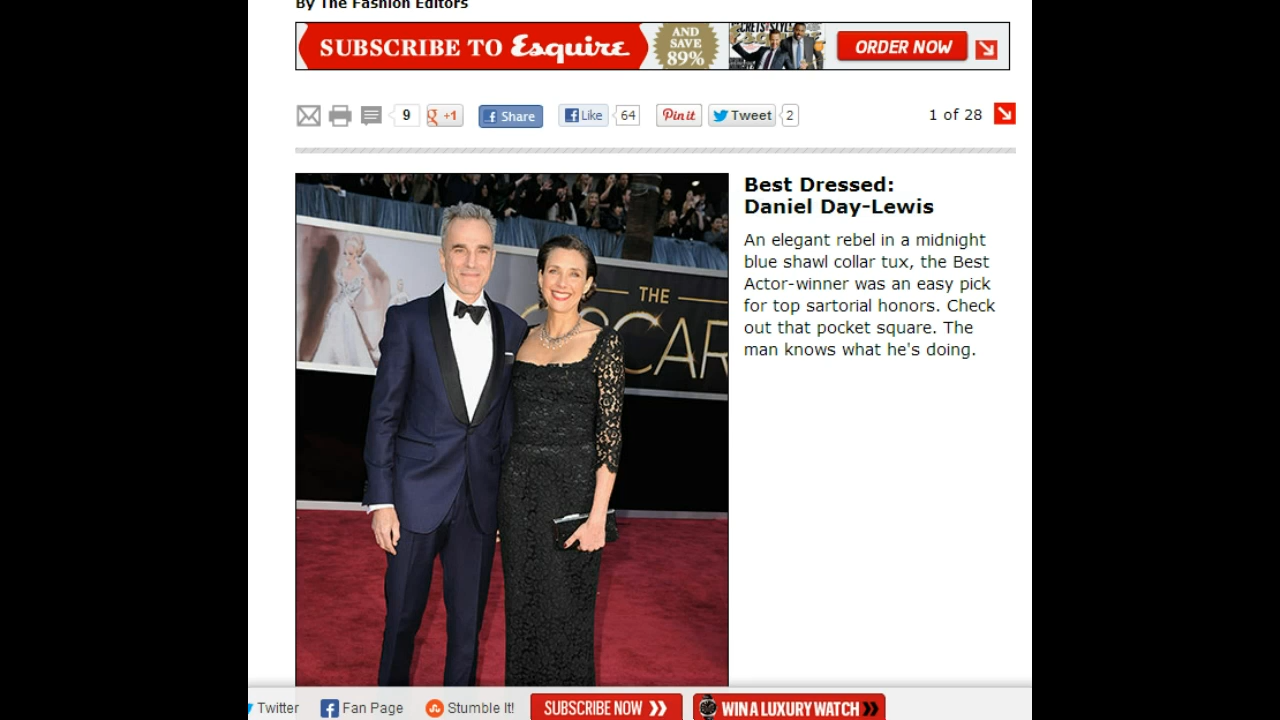 By The Fashion Editors
SUBSCRIBE TO Esquire
AND
SAVE
89%
ORDER NOW
9
g +1
f Share
f Like
64
Pin it
Tweet
2
1 of 28
Best Dressed:
Daniel Day-Lewis
An elegant rebel in a midnight
blue shawl collar tux, the Best
Actor-winner was an easy pick
for top sartorial honors. Check
out that pocket square. The
man knows what he's doing.
THE
OSCAR
Twitter
f Fan Page
Stumble It!
SUBSCRIBE NOW
WIN A LUXURY WATCH